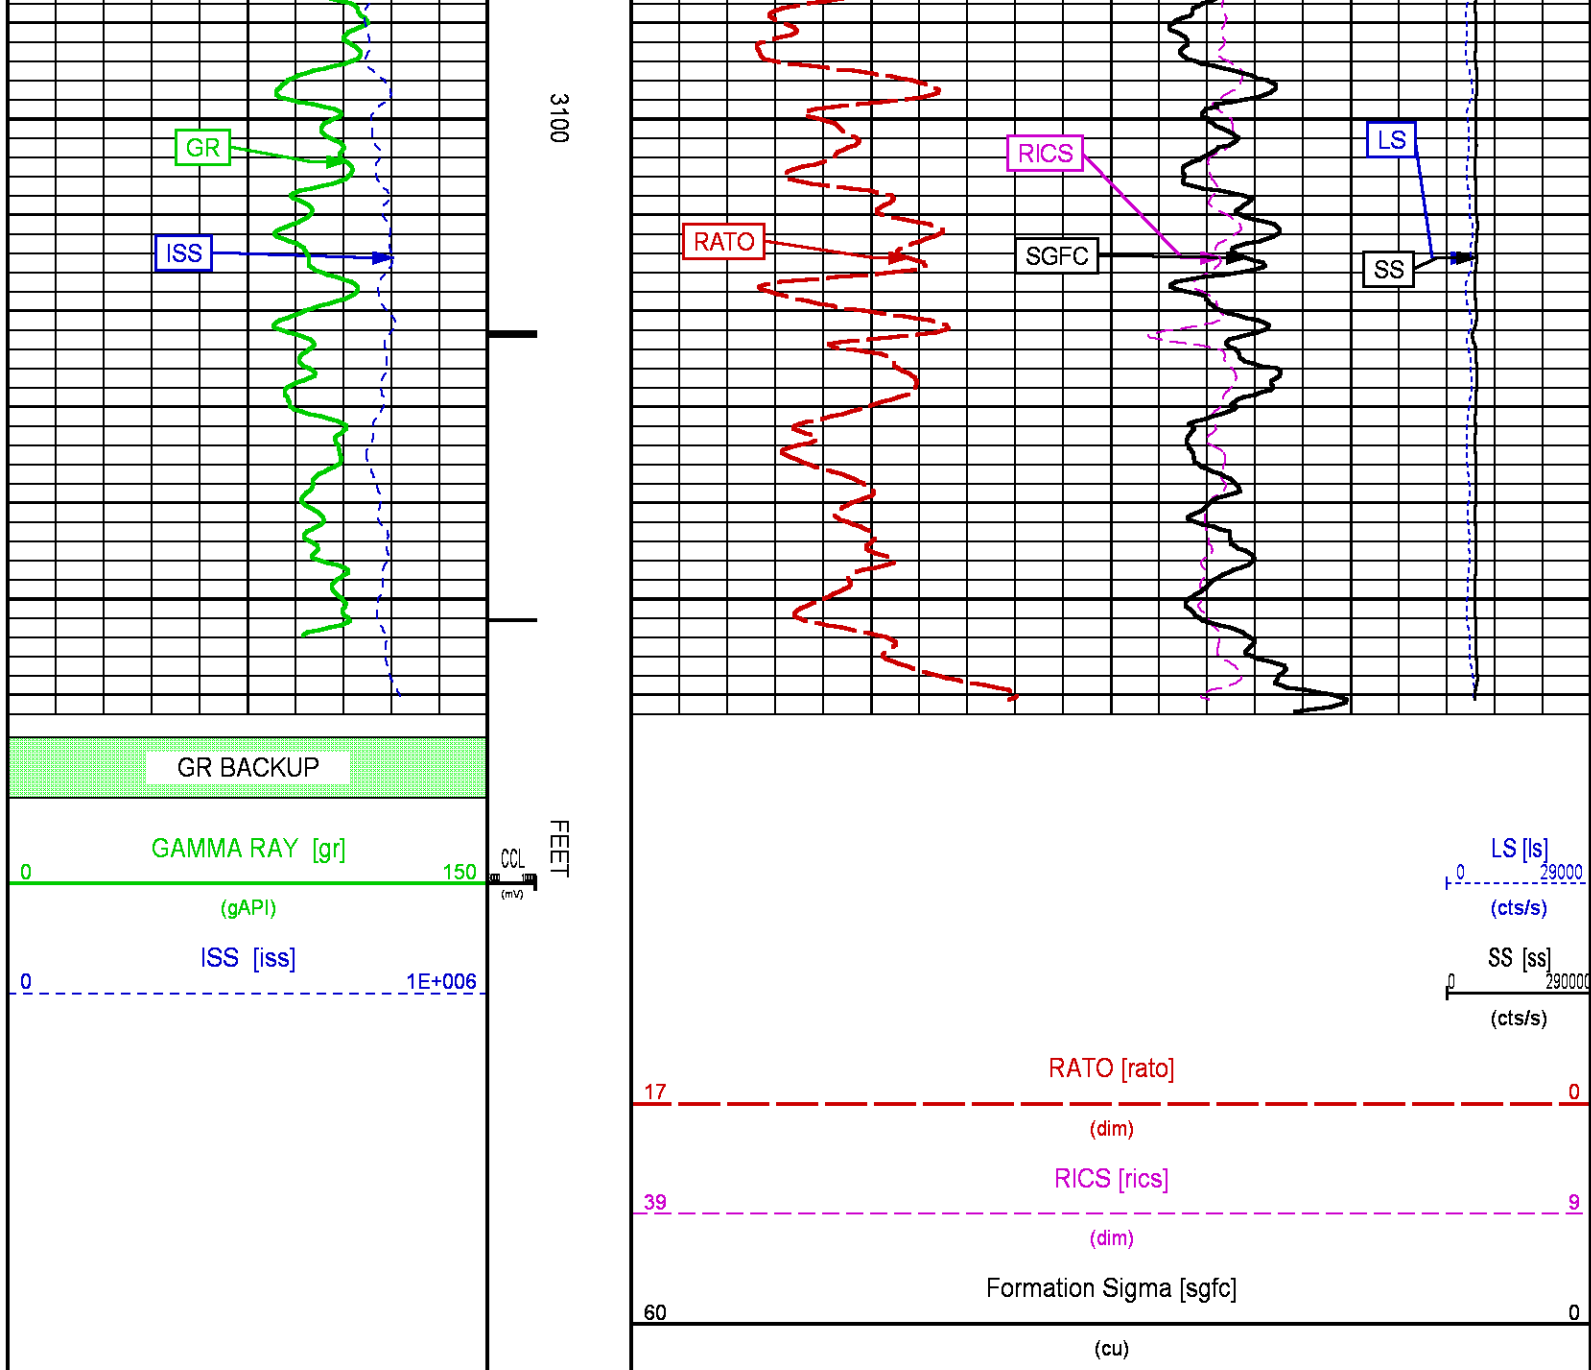 3100
GR
ISS
RATO
RICS
SGFC
LS
SS
GR BACKUP
FEET
GAMMA RAY [gr]
0 150
(gAPI)
CCL
(mV)
ISS [iss]
0 1E+006
LS [ls]
0 29000
(cts/s)
SS [ss]
0 290000
(cts/s)
RATO [rato]
17 0
(dim)
RICS [rics]
39 9
(dim)
Formation Sigma [sgfc]
60 0
(cu)